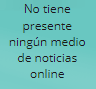 No tiene
presente
ningún medio
de noticias
online